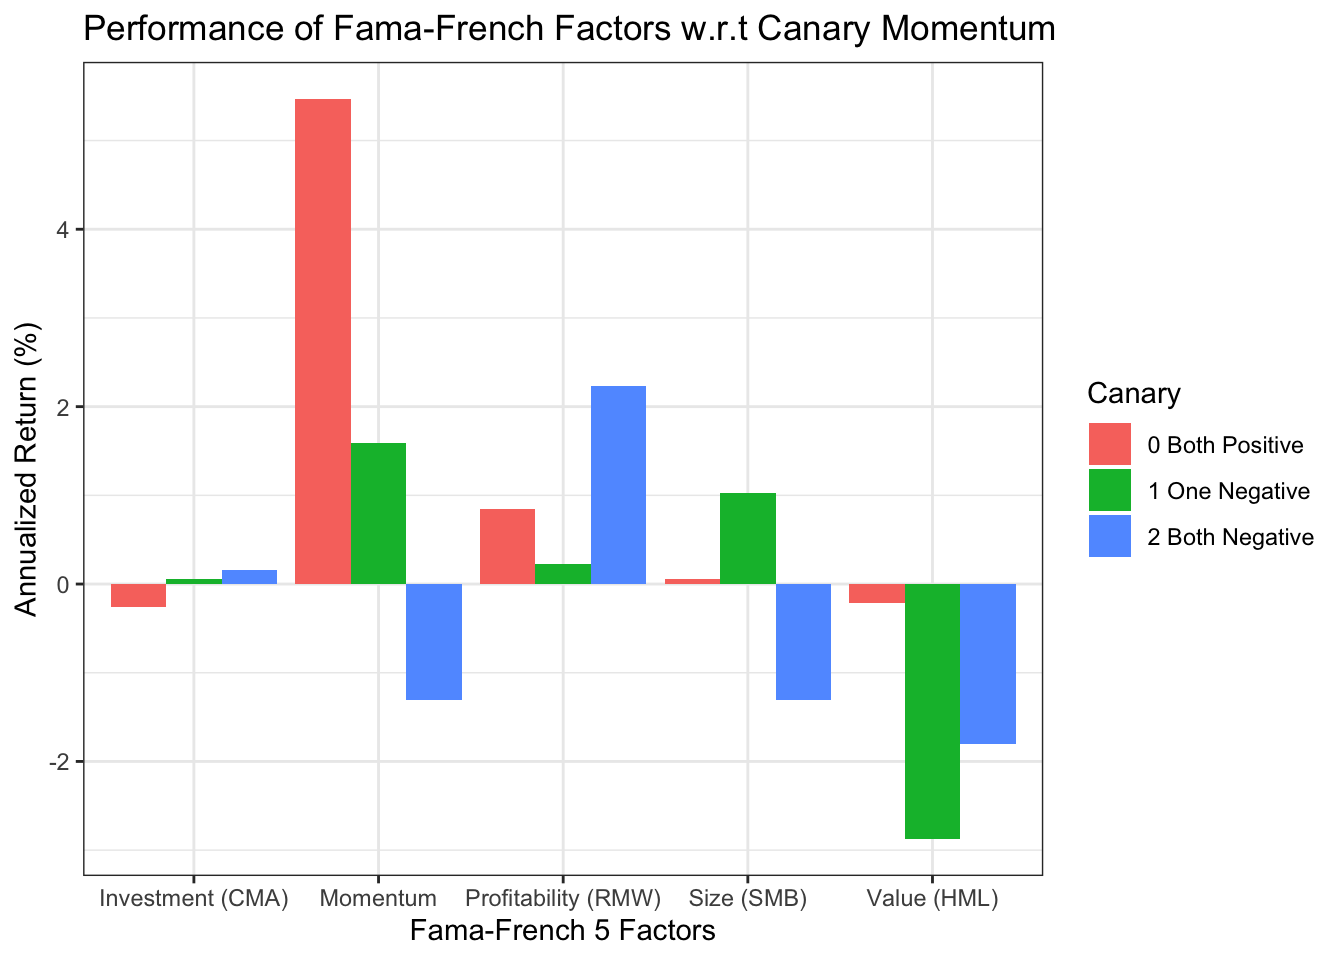 Performance of Fama-French Factors w.r.t Canary Momentum
Annualized Return (%)
4
2
0
-2
Investment (CMA)
Momentum
Profitability (RMW)
Size (SMB)
Value (HML)
Fama-French 5 Factors
Canary
0 Both Positive
1 One Negative
2 Both Negative